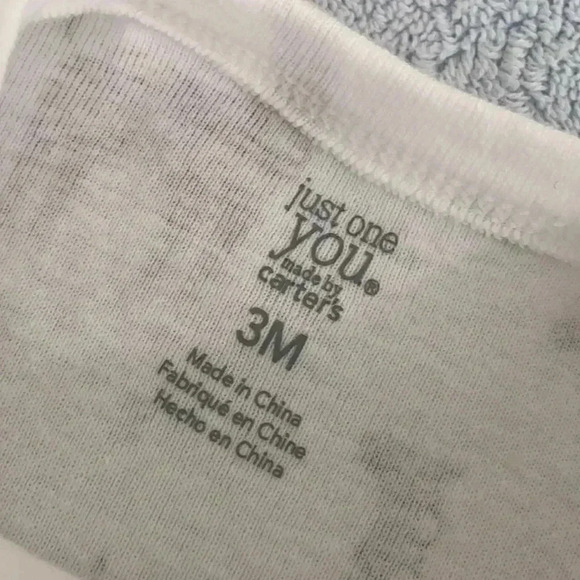 just one
you®
made by
carter's
3M
Made in China
Fabriqué en Chine
Hecho en China